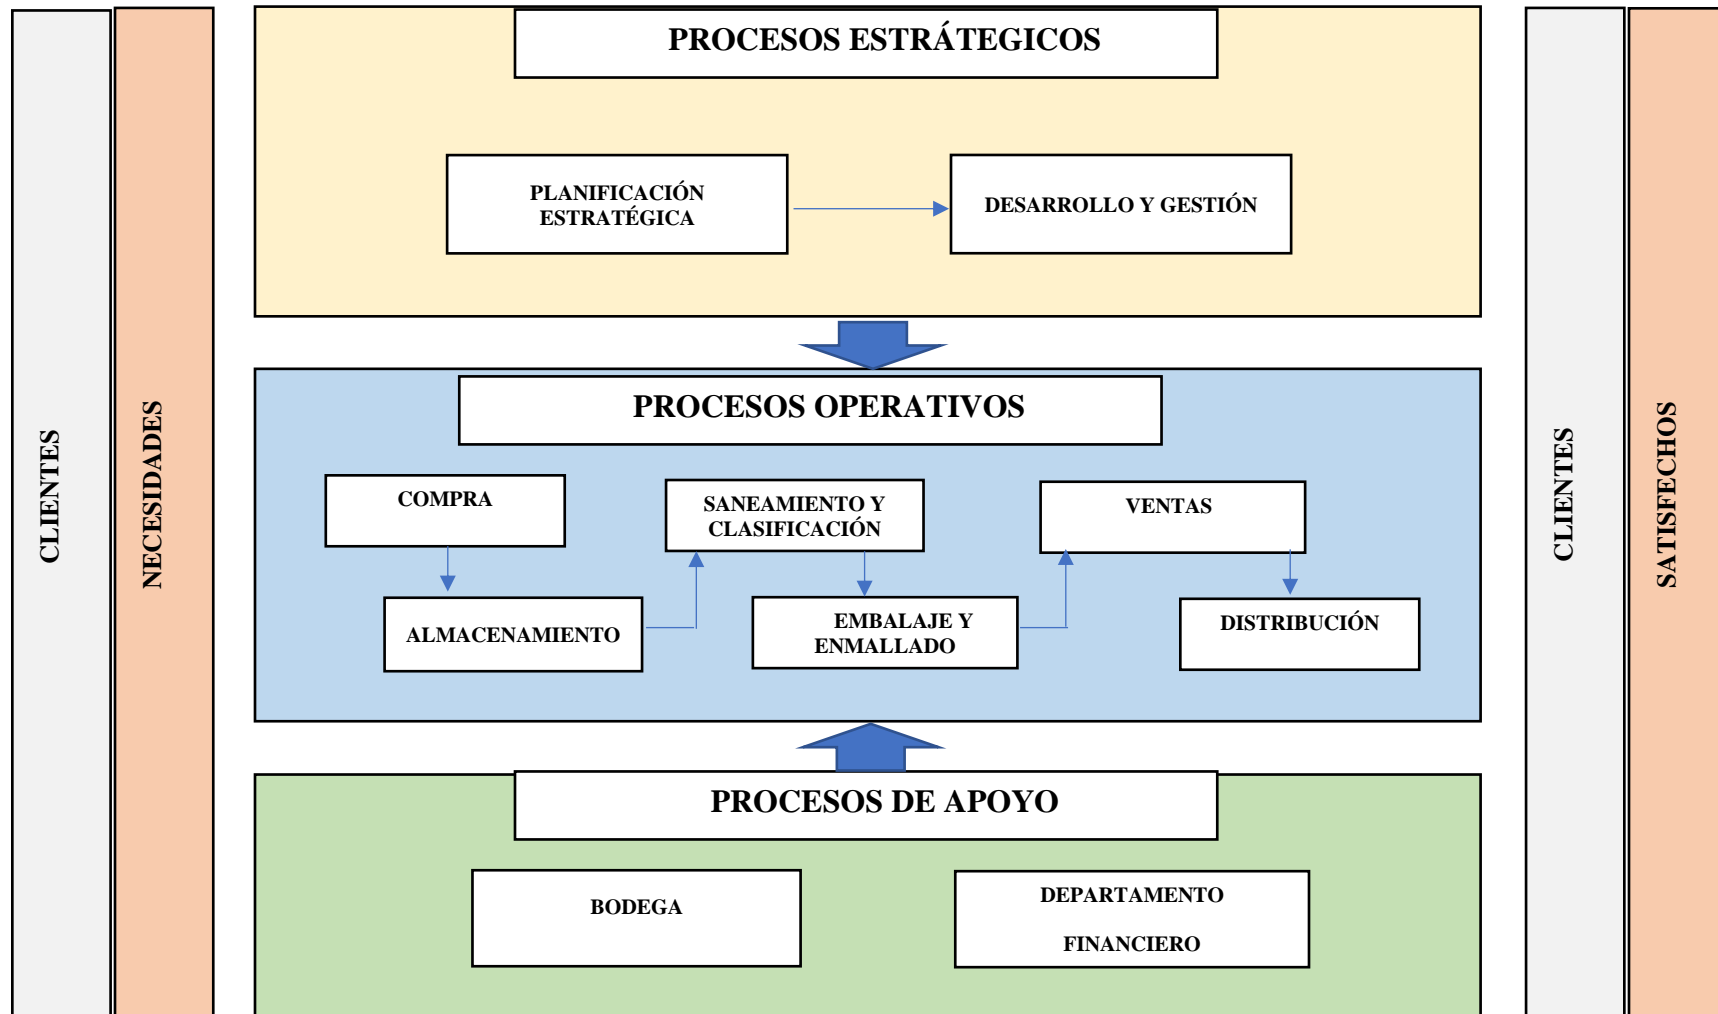 CLIENTES
NECESIDADES
PROCESOS ESTRÁTEGICOS
PLANIFICACIÓN
ESTRATÉGICA
DESARROLLO Y GESTIÓN
PROCESOS OPERATIVOS
COMPRA
ALMACENAMIENTO
SANEAMIENTO Y
CLASIFICACIÓN
EMBALAJE Y
ENMALLADO
VENTAS
DISTRIBUCIÓN
PROCESOS DE APOYO
BODEGA
DEPARTAMENTO
FINANCIERO
CLIENTES
SATISFECHOS